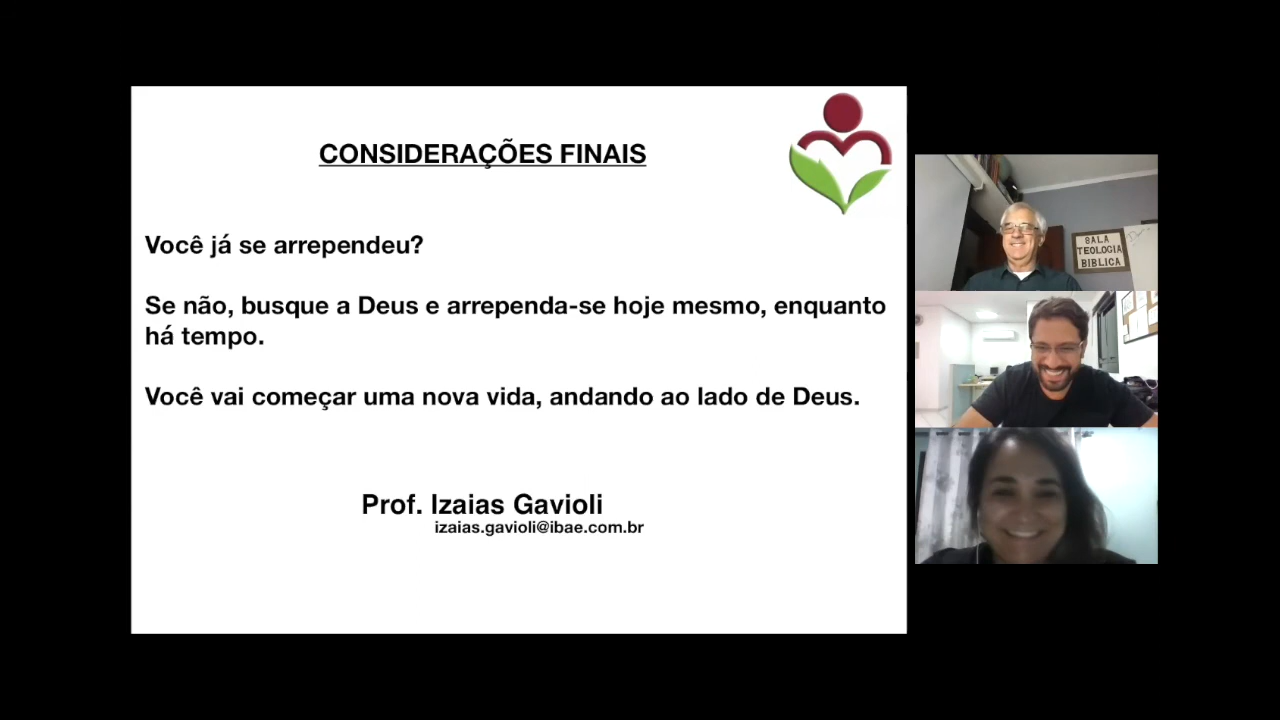 CONSIDERAÇÕES FINAIS
Você já se arrependeu?
Se não, busque a Deus e arrependa-se hoje mesmo, enquanto
há tempo.
Você vai começar uma nova vida, andando ao lado de Deus.
Prof. Izaias Gavioli
izaias.gavioli@ibae.com.br
SALA
TEOLOGIA
BIBLICA